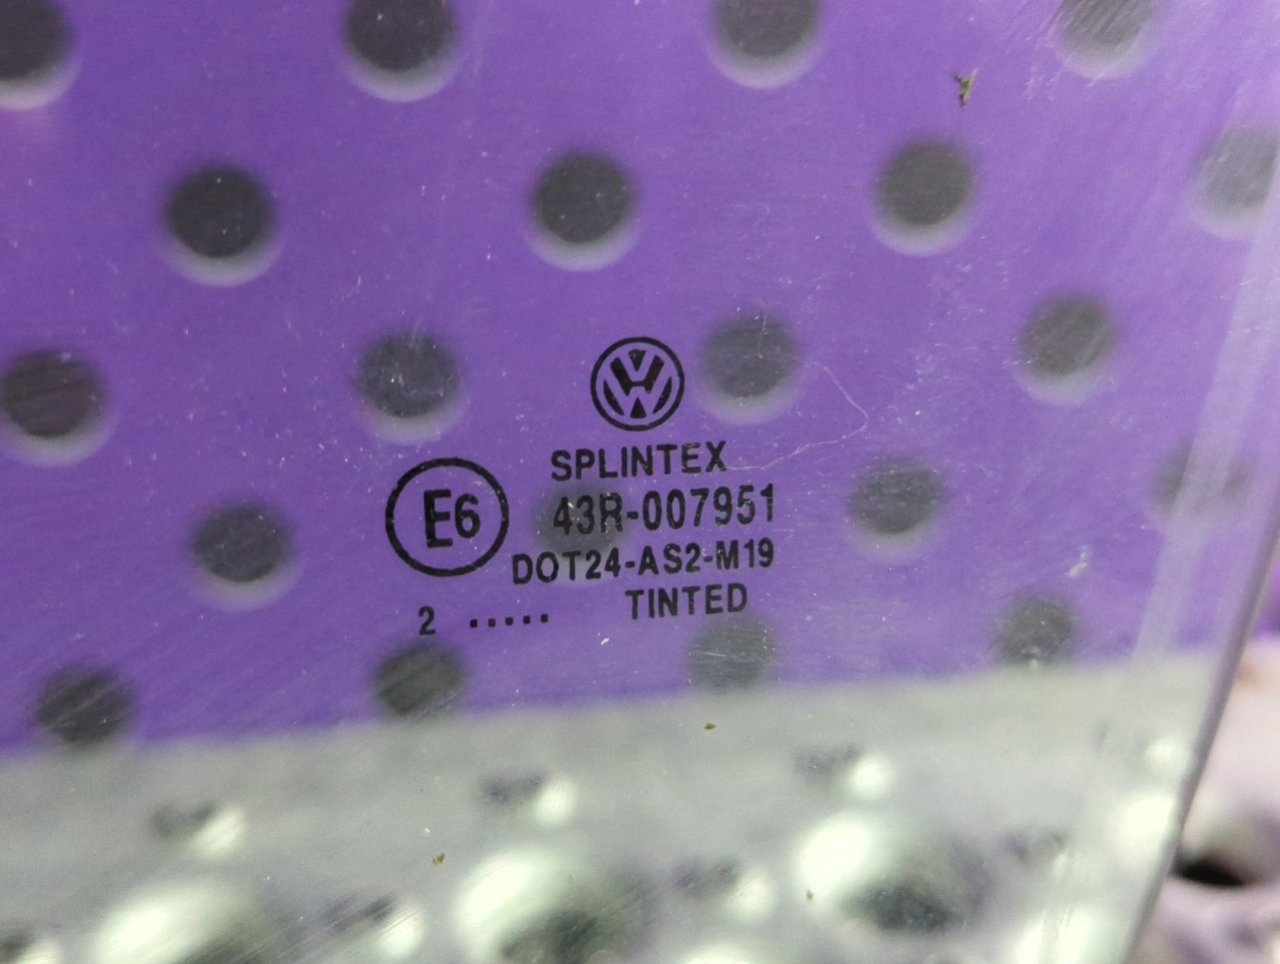 SPLINTEX
E6
43R-007951
DOT24-AS2-M19
2 ..... TINTED